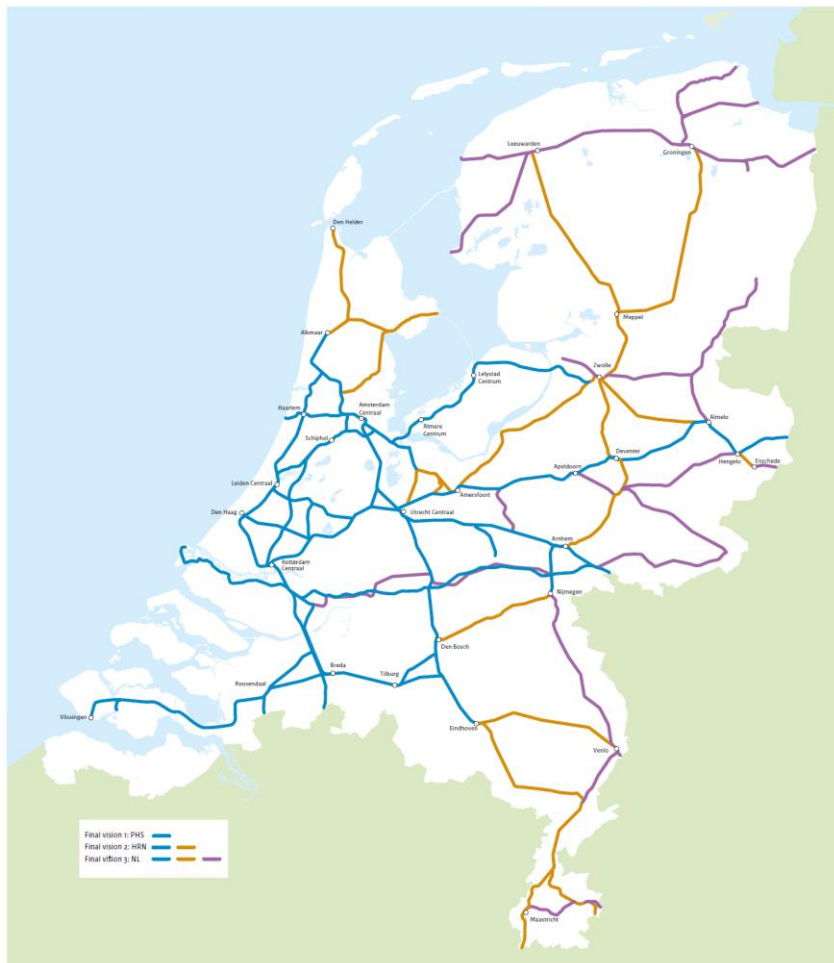 Leeuwarden
Groningen
Den Helder
Meppel
Alkmaar
Zwolle
Lelystad
Centrum
Haarlem
Amsterdam
Centraal
Almere
Centrum
Almelo
Schiphol
Deventer
Apeldoorn
Hengelo
Enschede
Leiden Centraal
Amersfoort
Den Haag
Utrecht Centraal
Arnhem
Rotterdam
Centraal
Nijmegen
Den Bosch
Breda
Tilburg
Roosendaal
Vlissingen
Eindhoven
Venlo
Final vision 1: PHS
Final vision 2: HRN
Final vision 3: NL
Maastricht